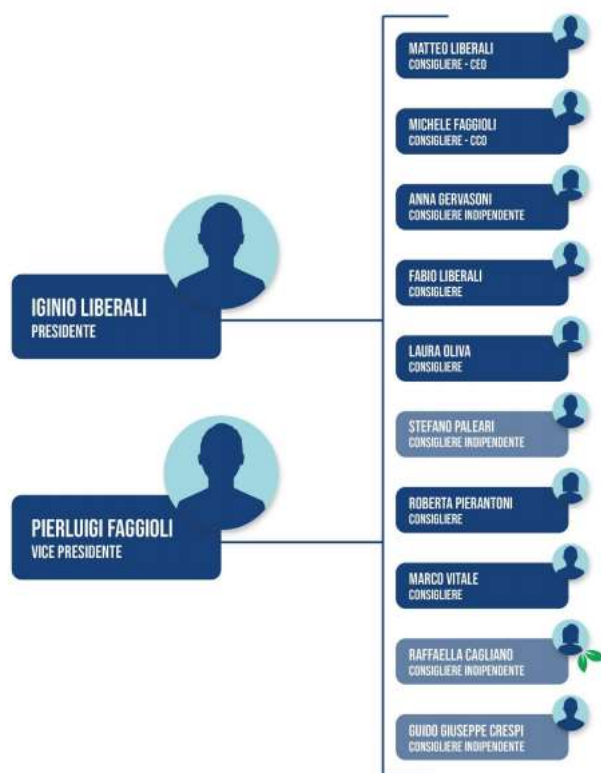 MATTEO LIBERALI
CONSIGLIERE - CEO
MICHELE FAGGIOLI
CONSIGLIERE - CCO
ANNA GERVASONI
CONSIGLIERE INDIPENDENTE
FABIO LIBERALI
CONSIGLIERE
IGINIO LIBERALI
PRESIDENTE
LAURA OLIVA
CONSIGLIERE
STEFANO PALEARI
CONSIGLIERE INDIPENDENTE
ROBERTA PIERANTONI
CONSIGLIERE
PIERLUIGI FAGGIOLI
VICE PRESIDENTE
MARCO VITALE
CONSIGLIERE
RAFFAELLA CAGLIANO
CONSIGLIERE INDIPENDENTE
GUIDO GIUSEPPE CRESPI
CONSIGLIERE INDIPENDENTE